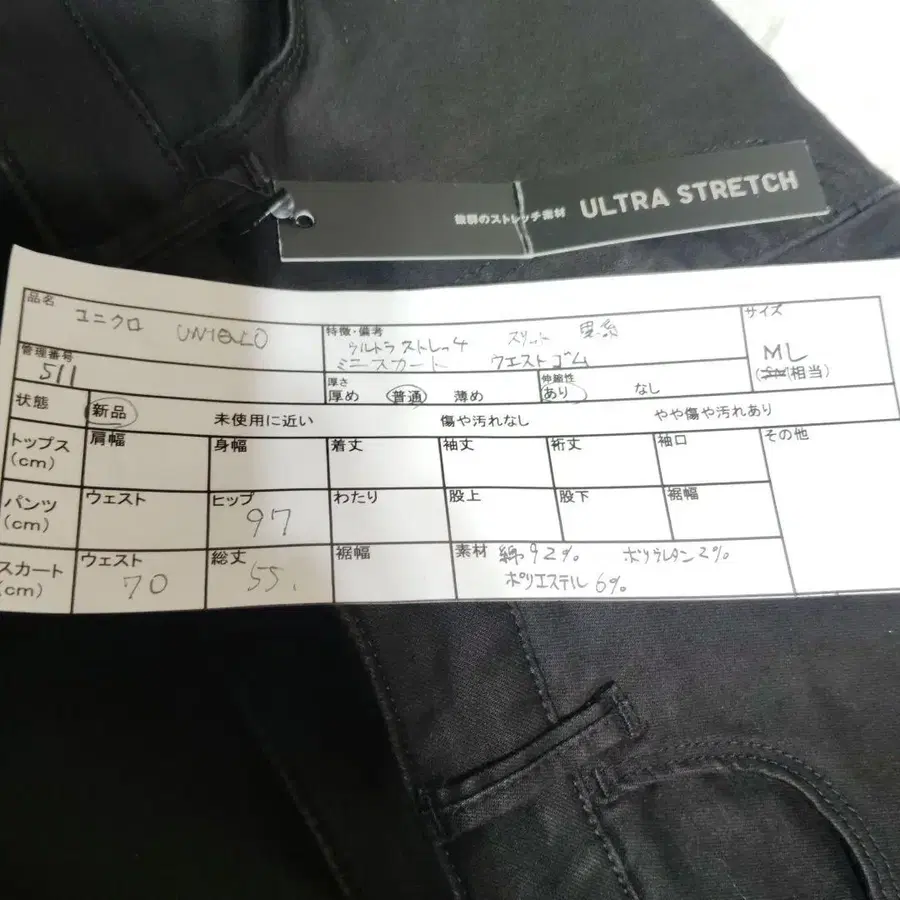 抜群のストレッチ素材 ULTRA STRETCH
品名
ユニクロ UNIQLO
特徴・備考
ウルトラストレッチ スリット 黒系
ミニスカート ウエストゴム
サイズ
ML
(相当)
管理番号
511
厚さ
厚め 普通 薄め
伸縮性
あり なし
状態 新品 未使用に近い 傷や汚れなし やや傷や汚れあり
トップス (cm) 肩幅 身幅 着丈 袖丈 裄丈 袖口 その他
パンツ (cm) ウェスト ヒップ 97 わたり 股上 股下 裾幅
スカート (cm) ウェスト 70 総丈 55. 裾幅 素材 綿92% ポリウレタン2%
ポリエステル6%